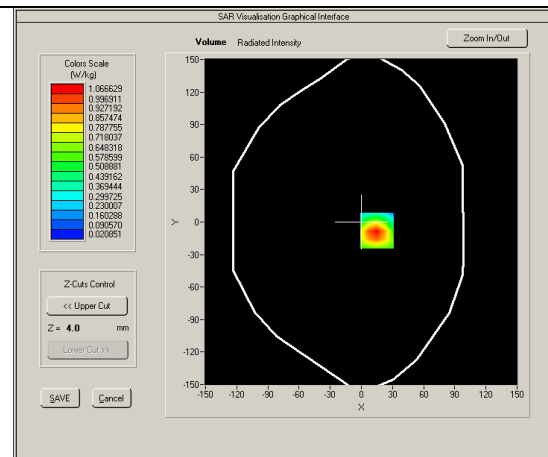 SAR Visualisation Graphical Interface
Volume Radiated Intensity
Zoom In/Out
Colors Scale
(W/kg)
1.066629
0.996911
0.927192
0.857474
0.787755
0.718037
0.648318
0.578599
0.508881
0.439162
0.369444
0.299725
0.230007
0.160288
0.090570
0.020851
Z-Cuts Control
<< Upper Cut
Z = 4.0 mm
Lower Cut >>
SAVE Cancel
150
120
90
60
30
0
-30
-60
-90
-120
-150
Y
-150 -120 -90 -60 -30 0 30 60 90 120 150
X